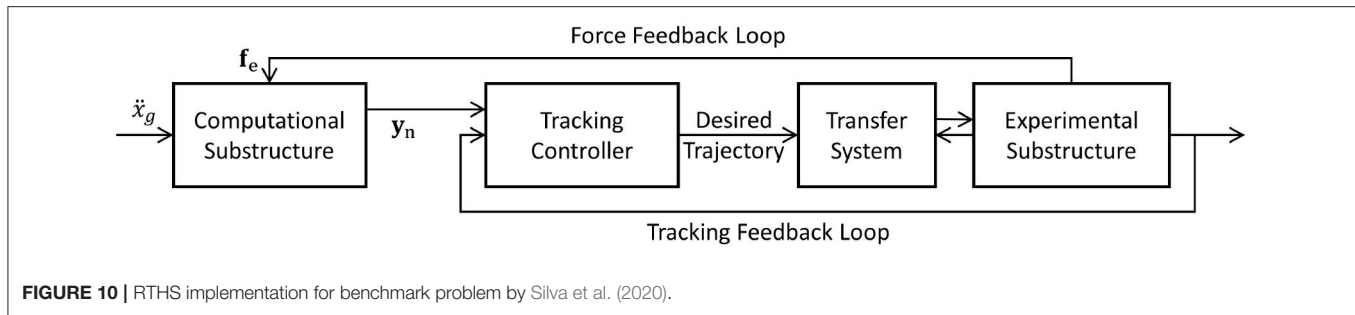 Force Feedback Loop
𝐟ₑ
ẍ_g
Computational
Substructure
𝐲ₙ
Tracking
Controller
Desired
Trajectory
Transfer
System
Experimental
Substructure
Tracking Feedback Loop
FIGURE 10 | RTHS implementation for benchmark problem by Silva et al. (2020).